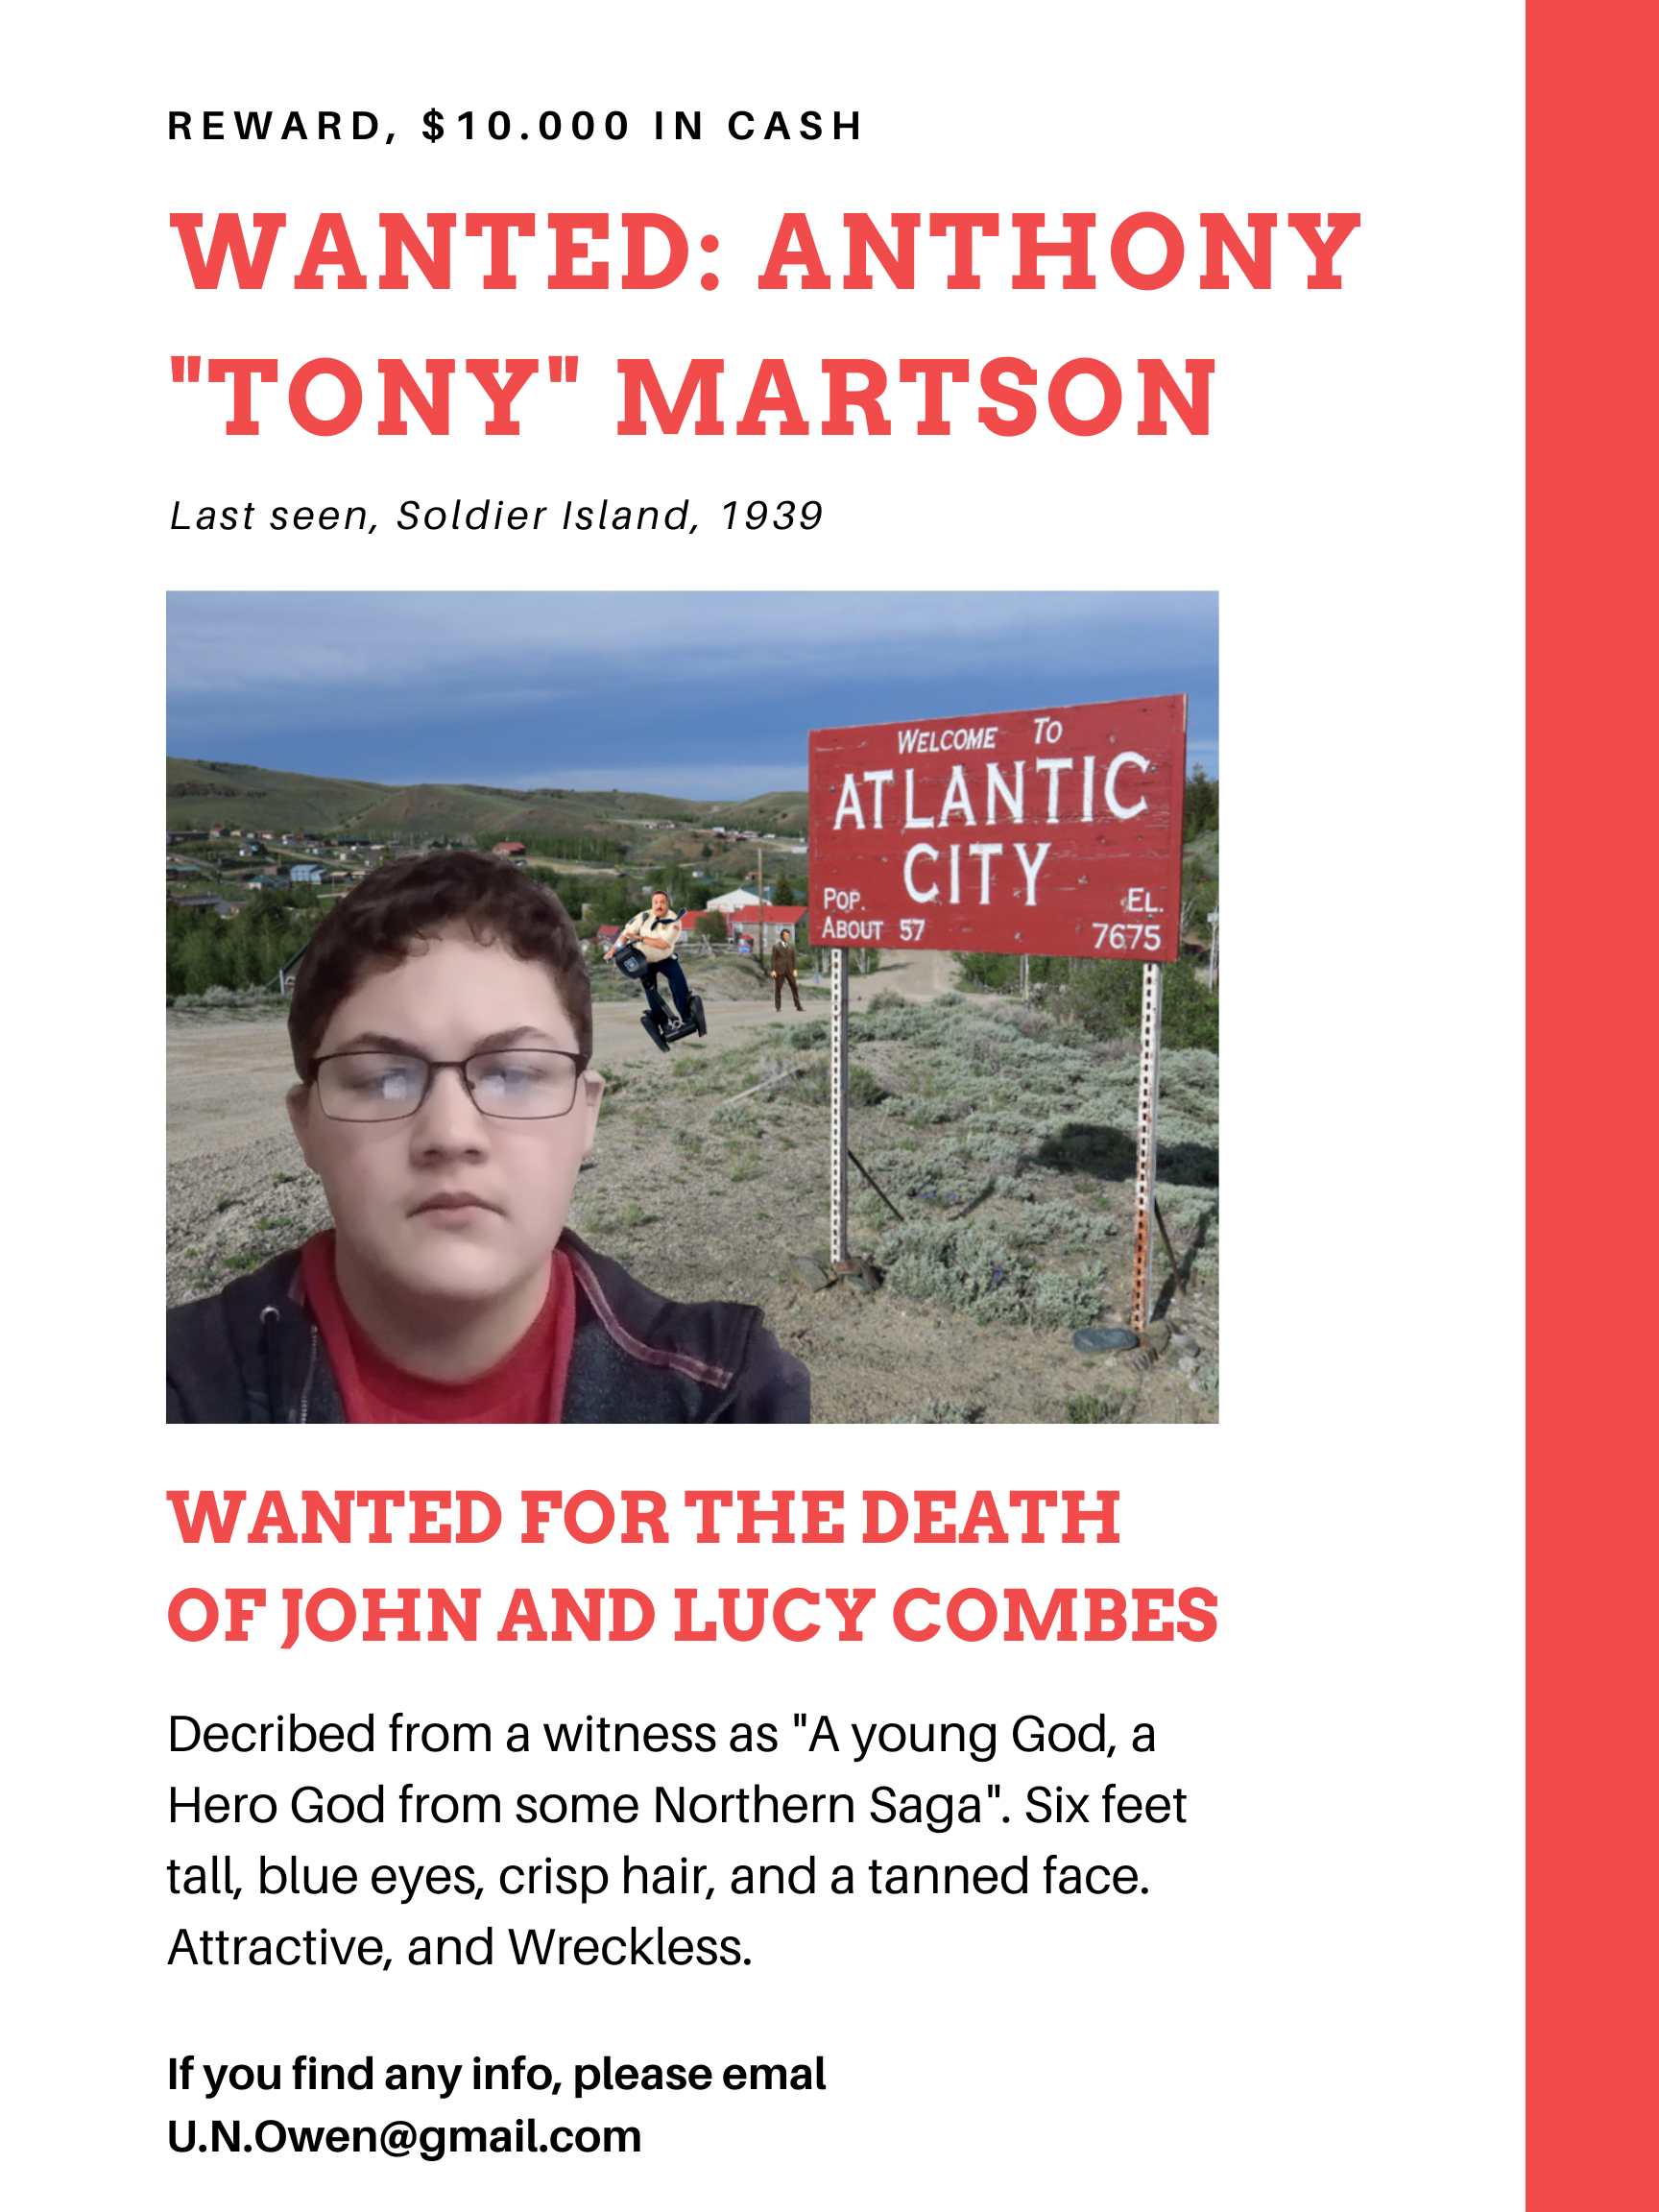 REWARD, $10.000 IN CASH
WANTED: ANTHONY
"TONY" MARTSON
Last seen, Soldier Island, 1939
WELCOME TO
ATLANTIC
CITY
POP. EL.
ABOUT 57 7675
WANTED FOR THE DEATH
OF JOHN AND LUCY COMBES
Decribed from a witness as "A young God, a
Hero God from some Northern Saga". Six feet
tall, blue eyes, crisp hair, and a tanned face.
Attractive, and Wreckless.
If you find any info, please emal
U.N.Owen@gmail.com